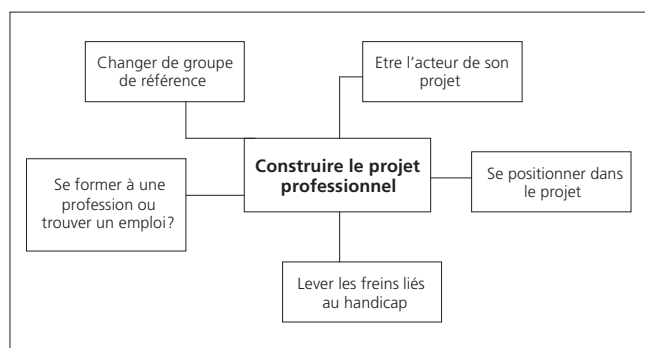 Changer de groupe
de référence
Etre l'acteur de son
projet
Construire le projet
professionnel
Se former à une
profession ou
trouver un emploi?
Se positionner dans
le projet
Lever les freins liés
au handicap